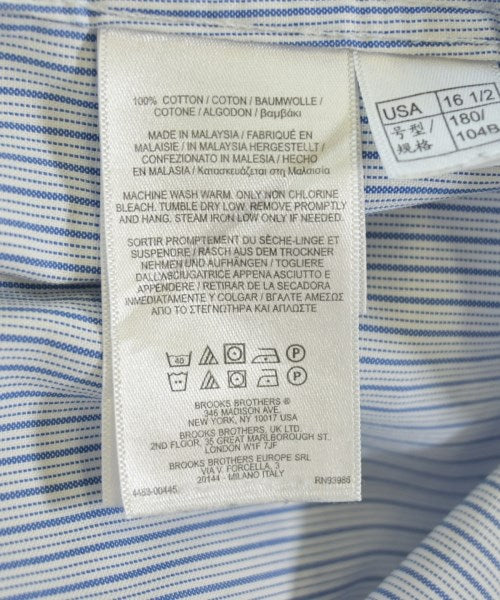 100% COTTON / COTON / BAUMWOLLE /
COTONE / ALGODON / βαμβάκι
MADE IN MALAYSIA / FABRIQUÉ EN
MALAISIE / IN MALAYSIA HERGESTELLT /
CONFEZIONATO IN MALESIA / HECHO
EN MALASIA / Κατασκευάζεται στη Μαλαισία
MACHINE WASH WARM. ONLY NON CHLORINE
BLEACH. TUMBLE DRY LOW. REMOVE PROMPTLY
AND HANG. STEAM IRON LOW ONLY IF NEEDED.
SORTIR PROMPTEMENT DU SÈCHE-LINGE ET
SUSPENDRE / RASCH AUS DEM TROCKNER
NEHMEN UND AUFHÄNGEN / TOGLIERE
DALL'ASCIUGATRICE APPENA ASCIUTTO E
APPENDERE / RETIRAR DE LA SECADORA
INMEDIATAMENTE Y COLGAR / ΒΓΑΛΤΕ ΑΜΕΣΩΣ
ΑΠΟ ΤΟ ΣΤΕΓΝΩΤΗΡΑ ΚΑΙ ΑΠΛΩΣΤΕ
40 P
P
BROOKS BROTHERS ®
346 MADISON AVE.
NEW YORK, NY 10017 USA
BROOKS BROTHERS, UK LTD.
2ND FLOOR, 35 GREAT MARLBOROUGH ST.
LONDON W1F 7JF
BROOKS BROTHERS EUROPE SRL
VIA V. FORCELLA, 3
20144 - MILANO ITALY
4483-00445
RN93986
USA 16 1/2
号型/规格 180/104B